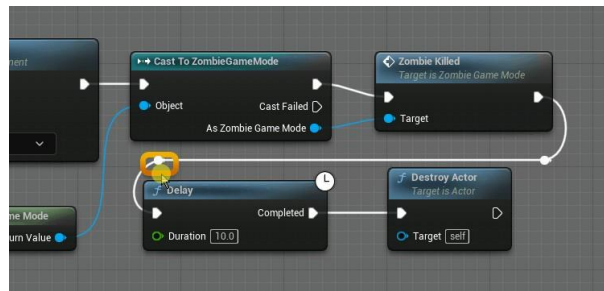 nent
Cast To ZombieGameMode
Object
Cast Failed
As Zombie Game Mode
Zombie Killed
Target is Zombie Game Mode
Target
Delay
Completed
Duration 10.0
f Destroy Actor
Target is Actor
Target self
me Mode
urn Value